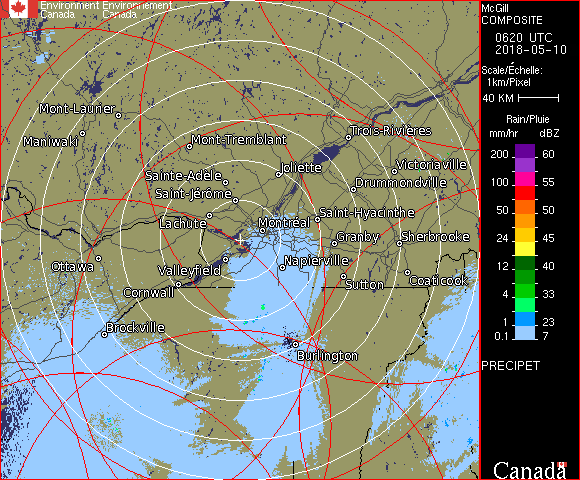 Environment Environnement
Canada Canada
McGill
COMPOSITE
0620 UTC
2018-05-10
Scale/Échelle:
1km/Pixel
40 KM
Rain/Pluie
mm/hr dBZ
200 60
155
100 55
50 50
24 45
12 40
8 33
4 30
1 23
0.1 7
PRECIPET
Canada
Mont-Laurier
Maniwaki
Mont-Tremblant
Trois-Rivières
Joliette
Victoriaville
Sainte-Adèle
Drummondville
Saint-Jérôme
Lachute
Saint-Hyacinthe
Montréal
Granby
Sherbrooke
Ottawa
Napierville
Valleyfield
Sutton
Coaticook
Cornwall
Brockville
Burlington